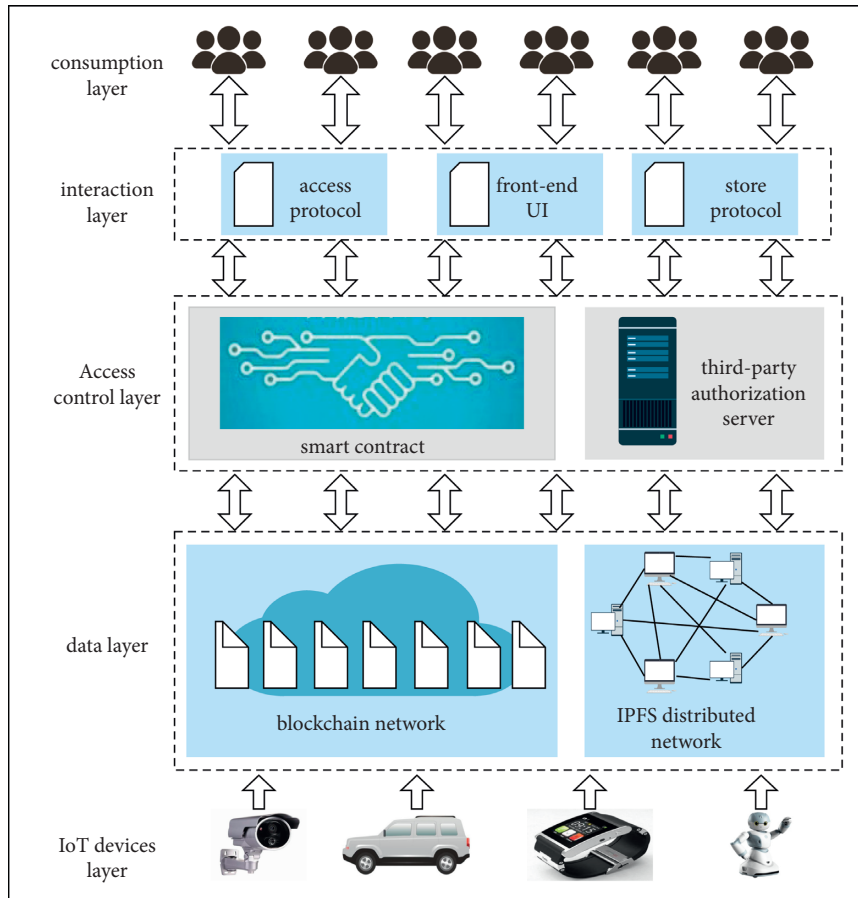 consumption
layer
interaction
layer
access
protocol
front-end
UI
store
protocol
Access
control layer
smart contract
third-party
authorization
server
data layer
blockchain network
IPFS distributed
network
IoT devices
layer